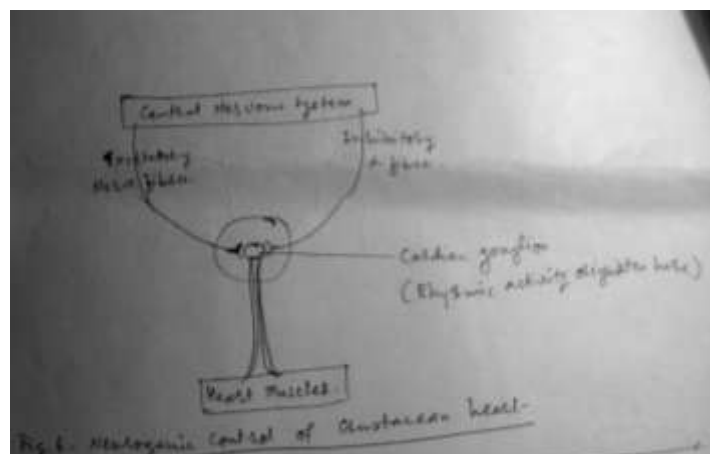 Central Nervous System
Excitatory
Nerve fibre
Inhibitory
fibre
Cardiac ganglion
(Rhythmic activity originates here)
Heart Muscles.
Fig. 6. Neurogenic control of Crustacean heart.